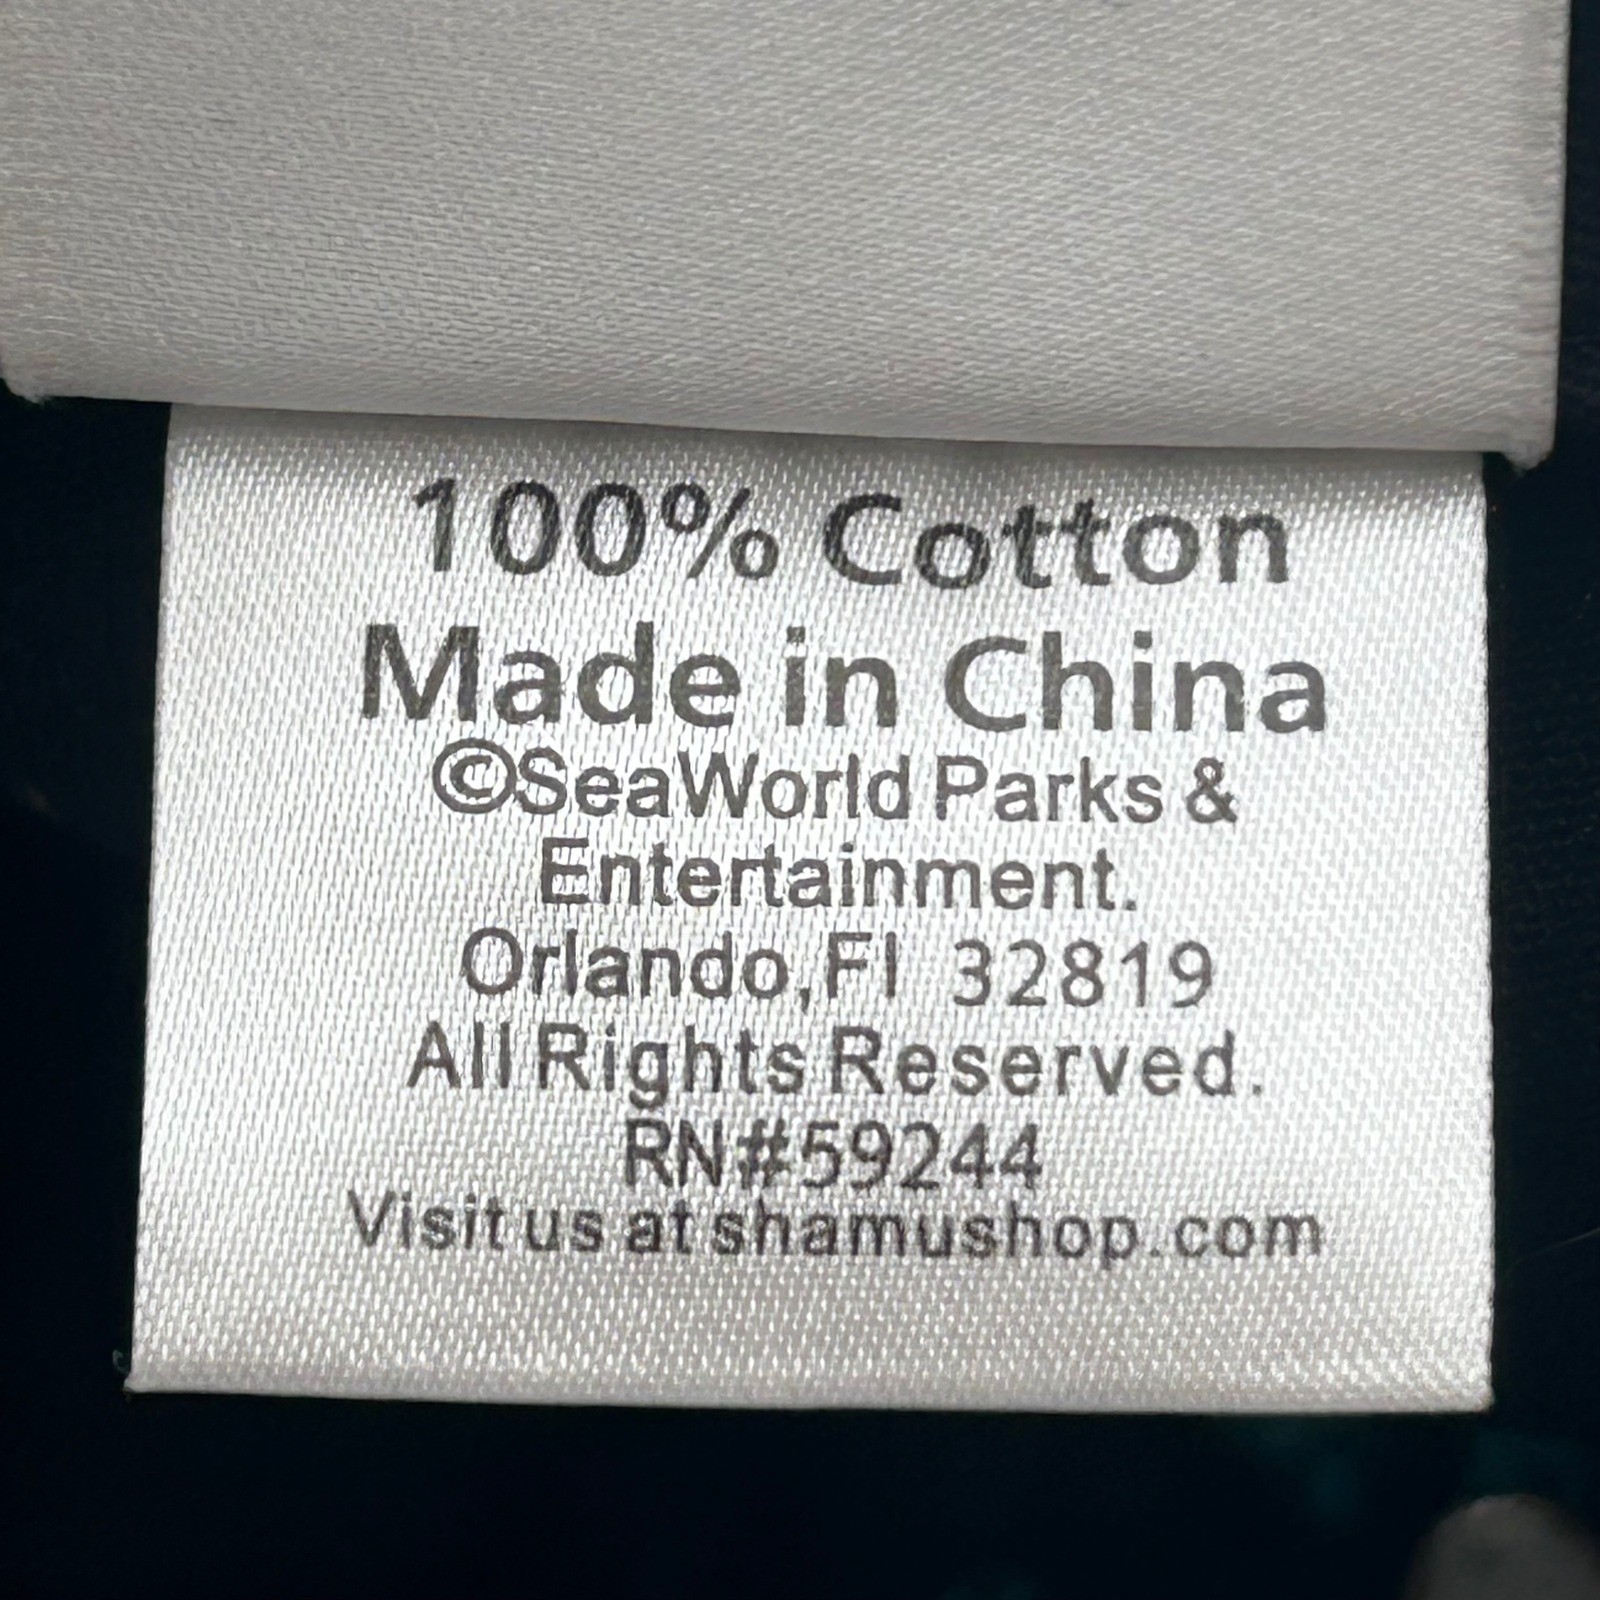 100% Cotton
Made in China
©SeaWorld Parks &
Entertainment.
Orlando,Fl 32819
All Rights Reserved.
RN#59244
Visit us at shamushop.com